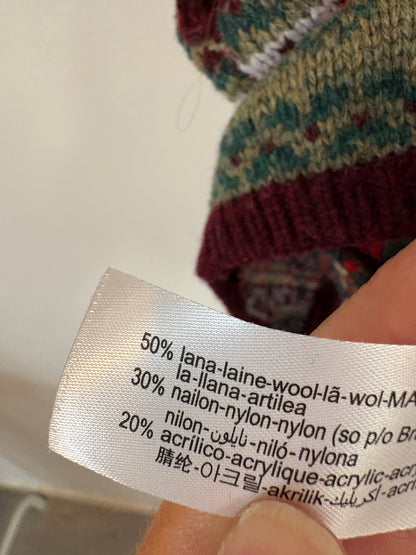 50% lana-laine-wool-lã-wol-MA
la-llana-artilea
30% nailon-nylon-nylon (so p/o Br
nilon-نايلون-niló-nylona
20% acrílico-acrylique-acrylic-acr
腈纶-아크릴-akrilik-أكريليك